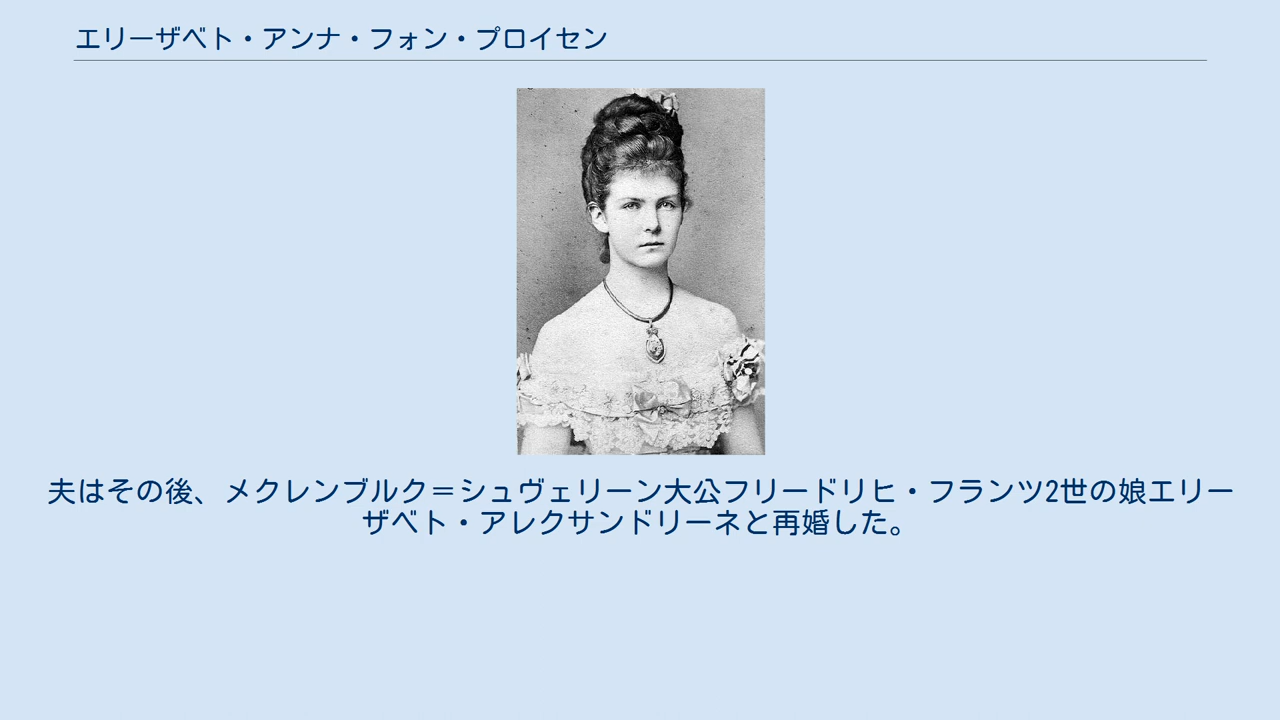 エリーザベト・アンナ・フォン・プロイセン
夫はその後、メクレンブルク＝シュヴェリーン大公フリードリヒ・フランツ2世の娘エリー
ザベト・アレクサンドリーネと再婚した。